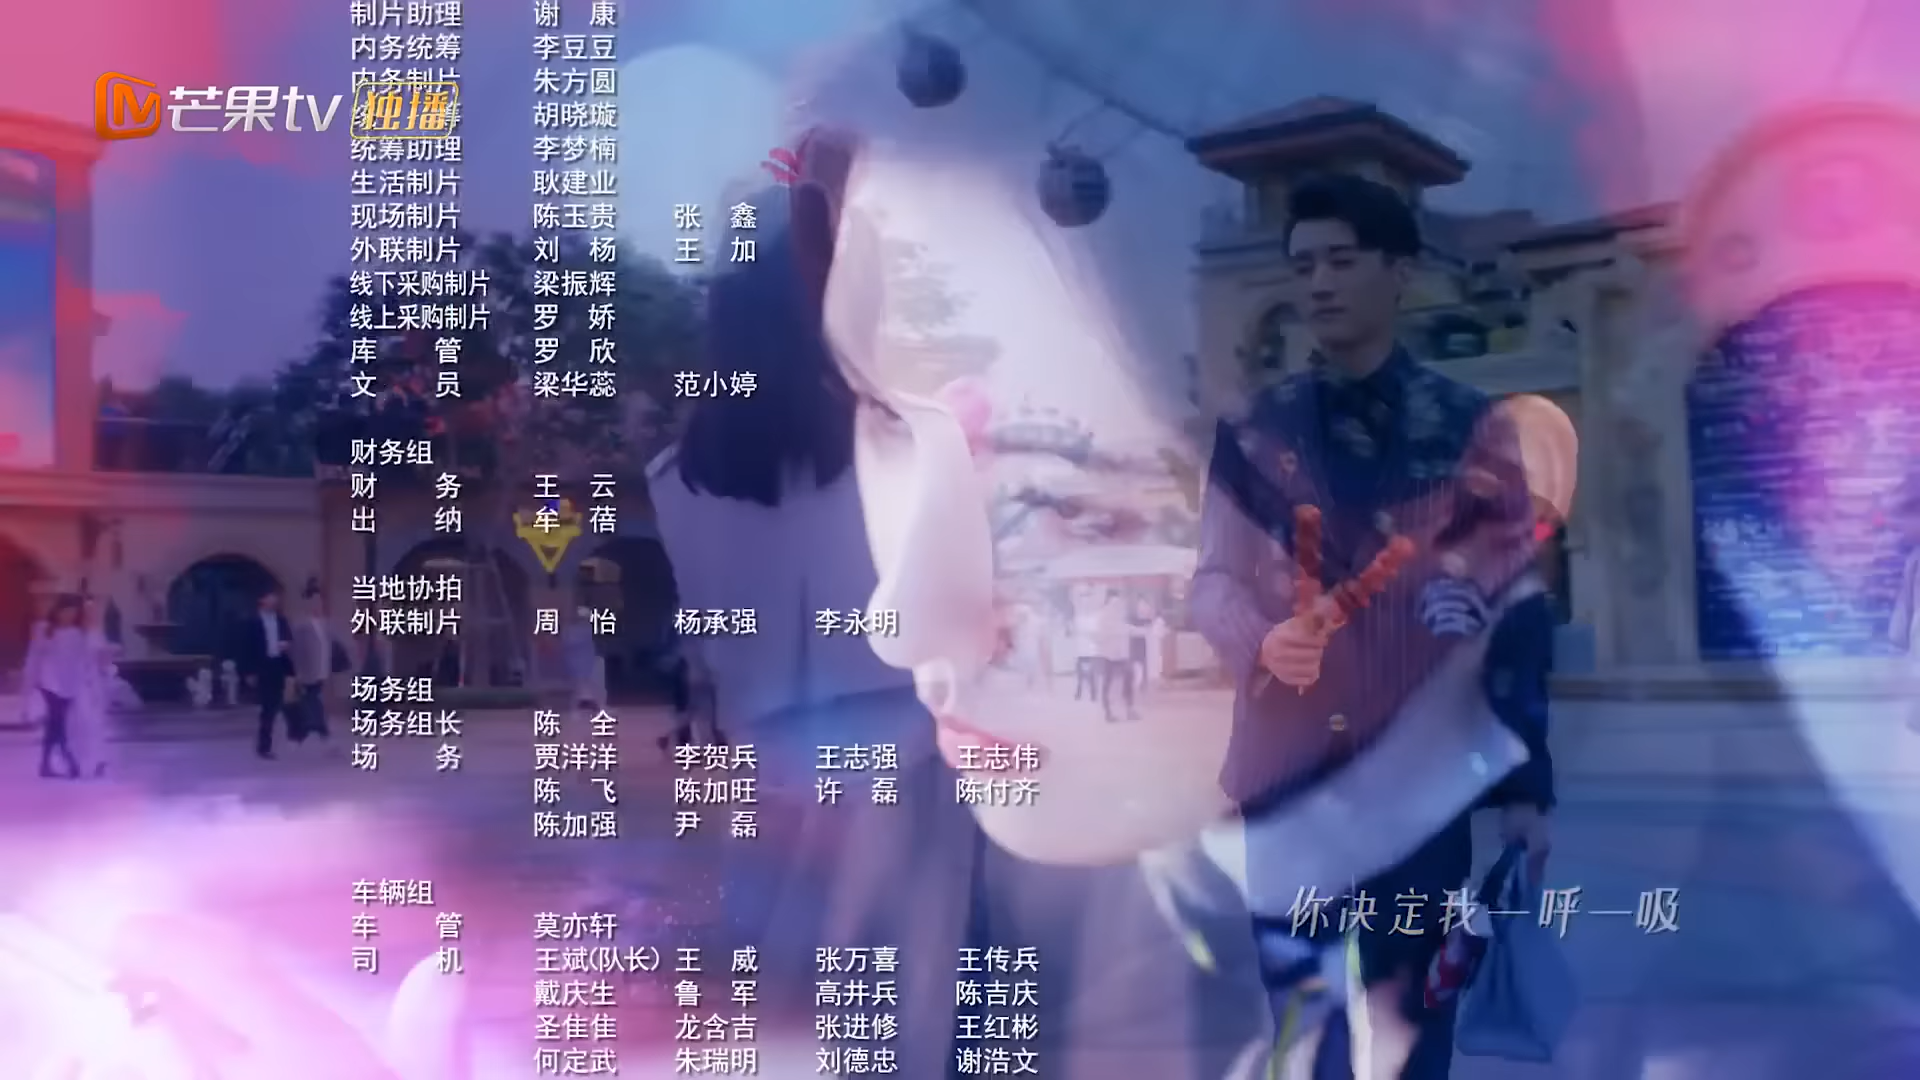 制片助理 谢康
内务统筹 李豆豆
内务制片 朱方圆
芒果tv 独播
胡晓璇
统筹助理 李梦楠
生活制片 耿建业
现场制片 陈玉贵 张鑫
外联制片 刘杨 王加
线下采购制片 梁振辉
线上采购制片 罗娇
库管 罗欣
文员 梁华蕊 范小婷
财务组
财务 王云
出纳 牟蓓
当地协拍
外联制片 周怡 杨承强 李永明
场务组
场务组长 陈全
场务 贾洋洋 李贺兵 王志强 王志伟
陈飞 陈加旺 许磊 陈付齐
陈加强 尹磊
车辆组
车管 莫亦轩
你决定我一呼一吸
司机 王斌(队长) 王威 张万喜 王传兵
戴庆生 鲁军 高井兵 陈吉庆
圣隹隹 龙含吉 张进修 王红彬
何定武 朱瑞明 刘德忠 谢浩文